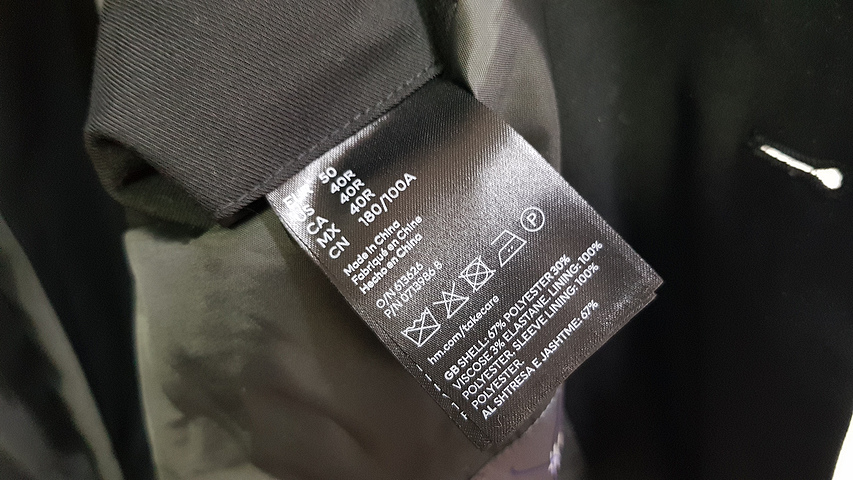 EUR 50
US 40R
CA 40R
MX 40R
CN 180/100A
Made in China
Fabriqué en Chine
Hecho en China
O/N 613626
P/N 0713986 8
P
hm.com/takecare
GB SHELL: 67% POLYESTER 30%
VISCOSE 3% ELASTANE. LINING: 100%
POLYESTER. SLEEVE LINING: 100%
POLYESTER.
AL SHTRESA E JASHTME: 67%